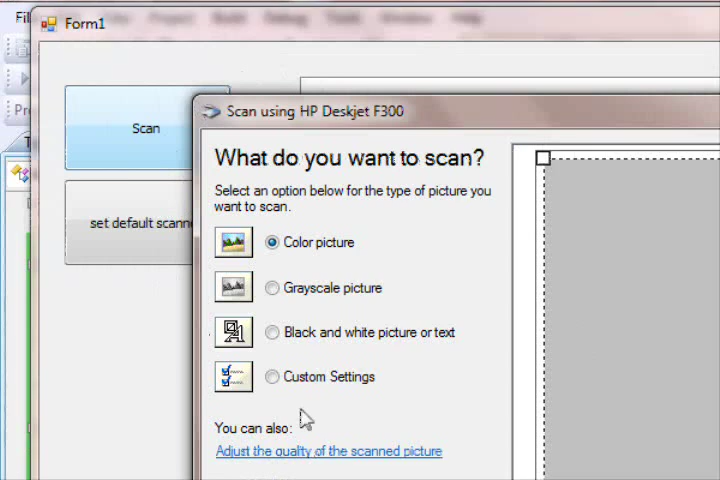 Fil
Form1
Scan
set default scanne
Scan using HP Deskjet F300
What do you want to scan?
Select an option below for the type of picture you
want to scan.
Color picture
Grayscale picture
Black and white picture or text
Custom Settings
You can also:
Adjust the quality of the scanned picture